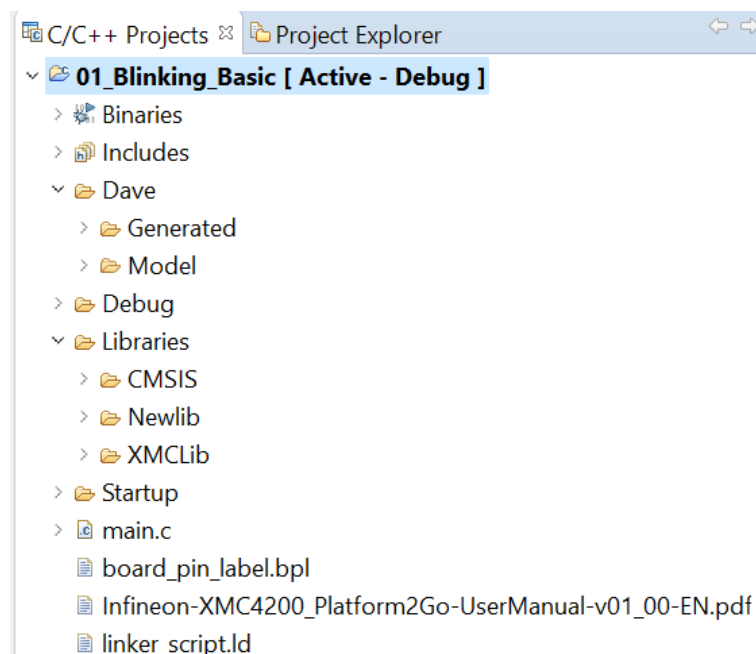 C/C++ Projects Project Explorer
01_Blinking_Basic [ Active - Debug ]
Binaries
Includes
Dave
Generated
Model
Debug
Libraries
CMSIS
Newlib
XMCLib
Startup
main.c
board_pin_label.bpl
Infineon-XMC4200_Platform2Go-UserManual-v01_00-EN.pdf
linker_script.ld